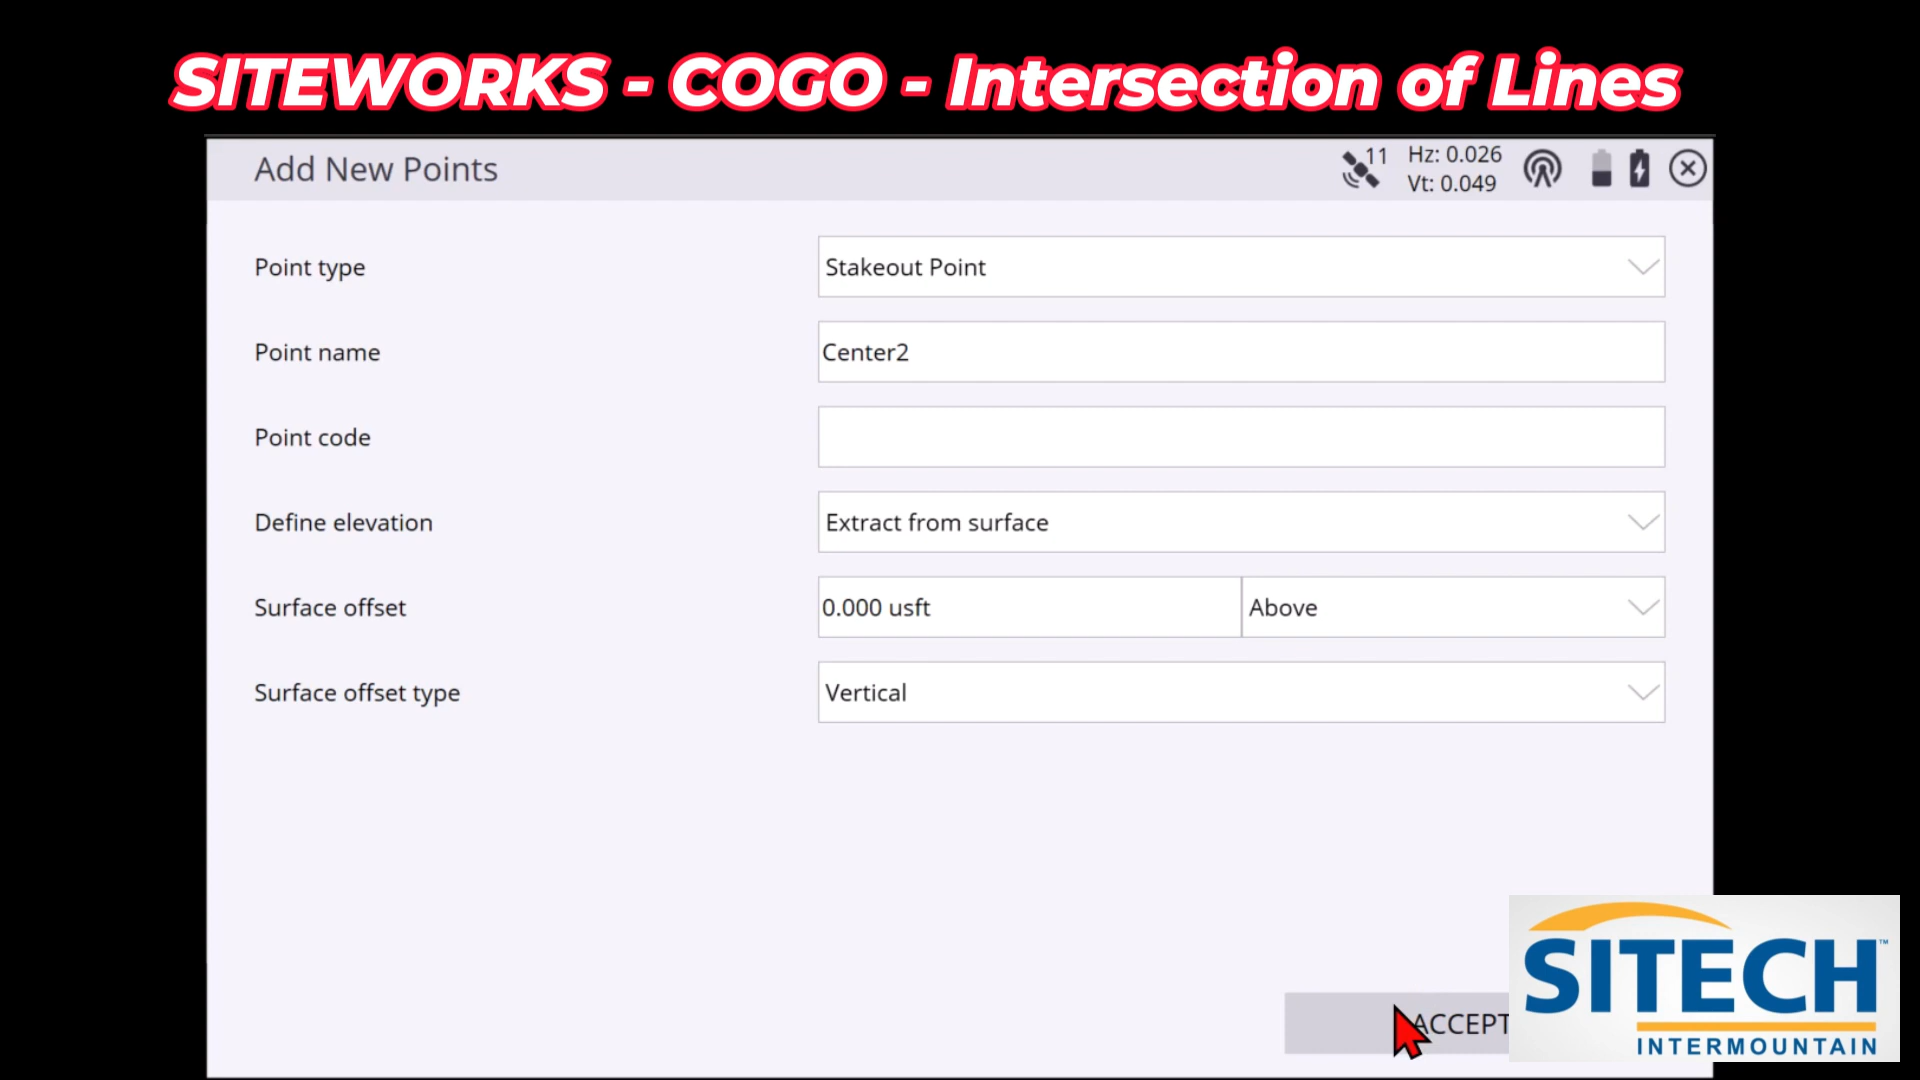 SITEWORKS - COGO - Intersection of Lines
Add New Points
11
Hz: 0.026
Vt: 0.049
Point type
Stakeout Point
Point name
Center2
Point code
Define elevation
Extract from surface
Surface offset
0.000 usft
Above
Surface offset type
Vertical
ACCEPT
SITECH™
INTERMOUNTAIN